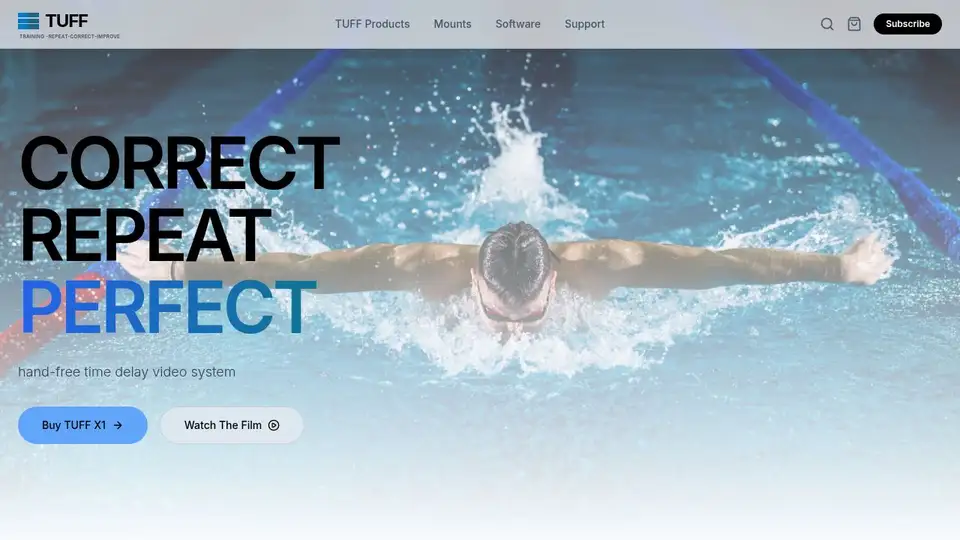 TUFF
TRAINING -REPEAT-CORRECT-IMPROVE
TUFF Products
Mounts
Software
Support
Subscribe
CORRECT
REPEAT
PERFECT
hand-free time delay video system
Buy TUFF X1
Watch The Film